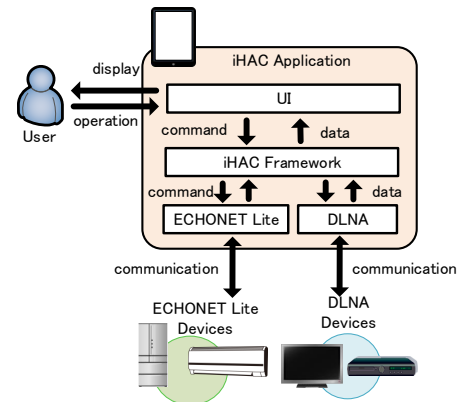 iHAC Application
display
UI
operation
User
command
data
iHAC Framework
command
data
ECHONET Lite
DLNA
communication
communication
ECHONET Lite
Devices
DLNA
Devices